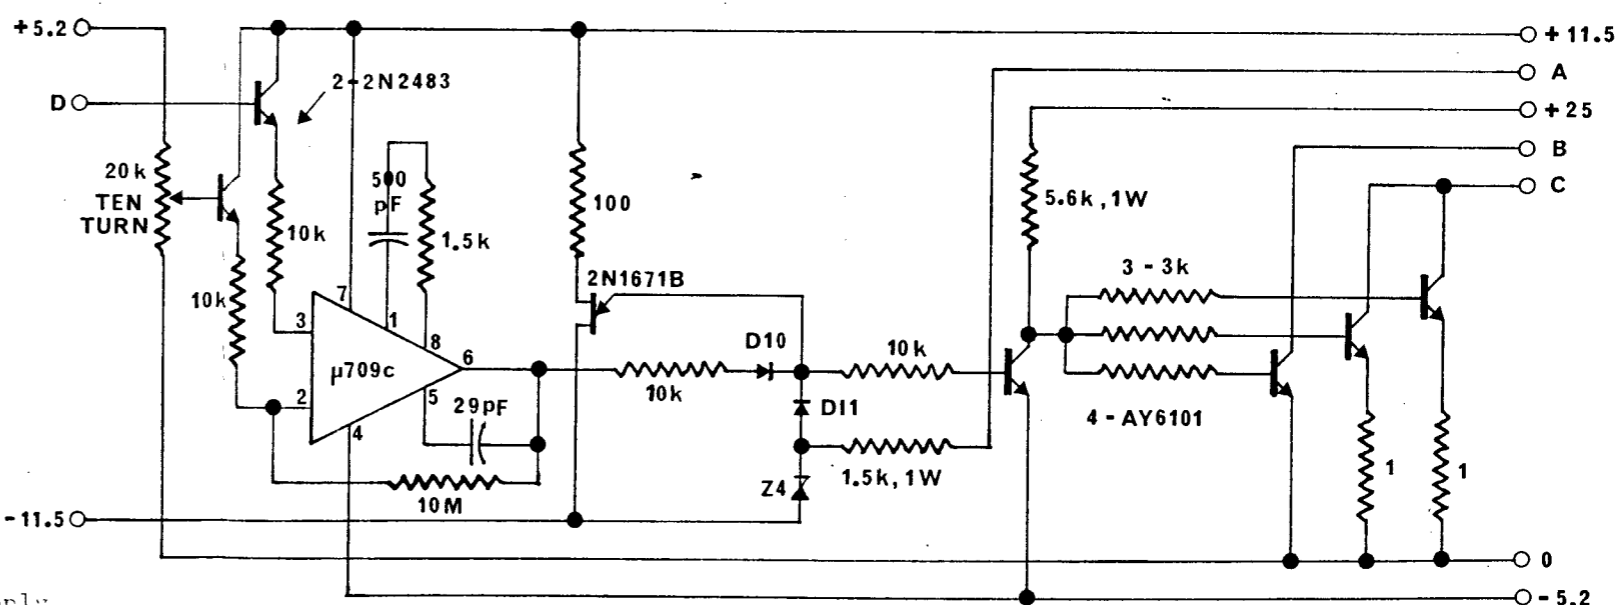 +5.2
+11.5
2-2N2483
A
D
+25
B
20k
500
pF
C
TEN
TURN
5.6k,1W
100
10k
1.5k
3-3k
2N1671B
10k
7
3
1
8
D10
6
10k
μ709c
10k
2
5
29pF
D11
4-AY6101
4
1.5k,1W
1
1
Z4
10M
-11.5
0
-5.2